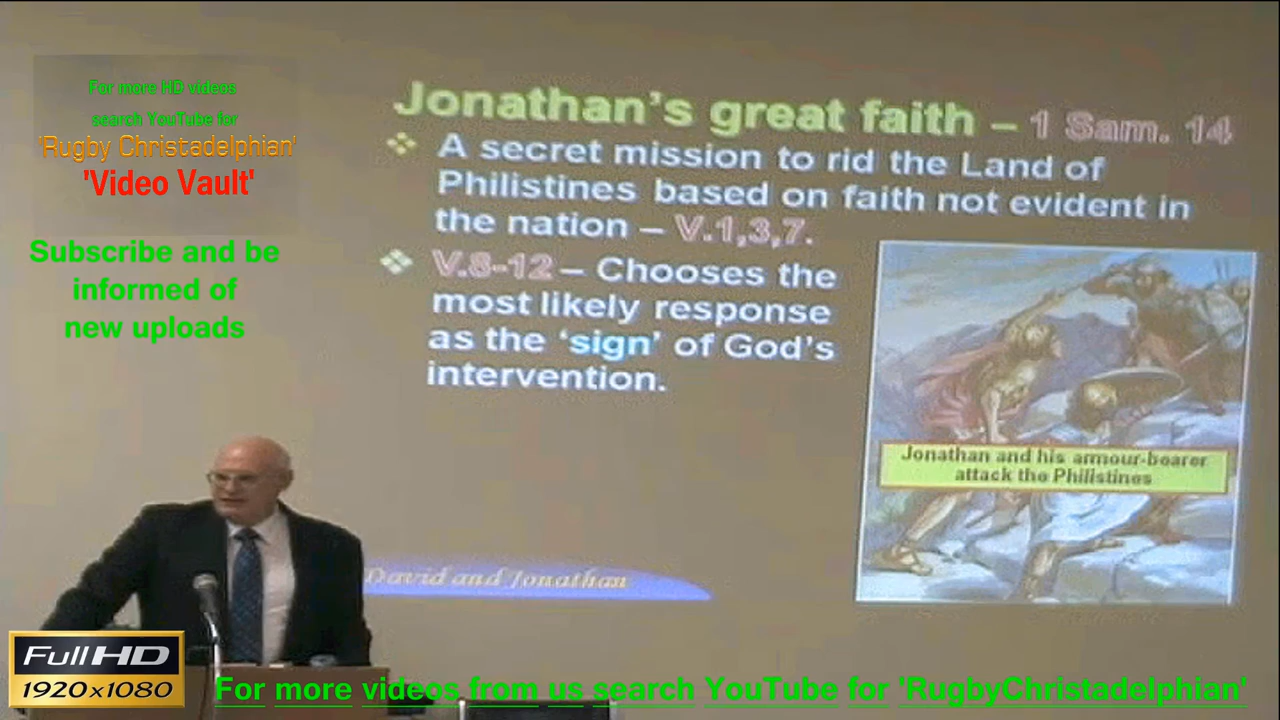 For more HD videos
search YouTube for
'Rugby Christadelphian'
'Video Vault'
Subscribe and be
informed of
new uploads
Jonathan's great faith – 1 Sam. 14
A secret mission to rid the Land of
Philistines based on faith not evident in
the nation – V.1,3,7.
V.8-12 – Chooses the
most likely response
as the 'sign' of God's
intervention.
Jonathan and his armour-bearer
attack the Philistines
David and Jonathan
Full HD
1920x1080
For more videos from us search YouTube for 'RugbyChristadelphian'